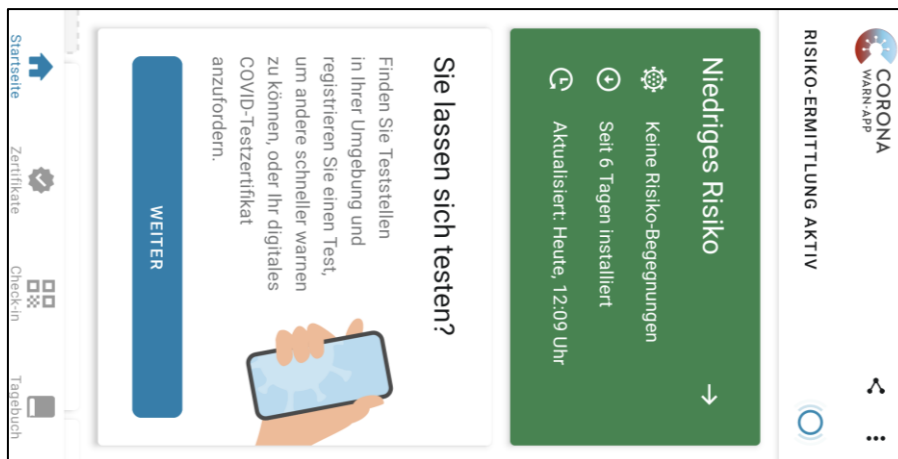 CORONA
WARN-APP
RISIKO-ERMITTLUNG AKTIV
Niedriges Risiko
Keine Risiko-Begegnungen
Seit 6 Tagen installiert
Aktualisiert: Heute, 12:09 Uhr
Sie lassen sich testen?
Finden Sie Teststellen
in Ihrer Umgebung und
registrieren Sie einen Test,
um andere schneller warnen
zu können, oder Ihr digitales
COVID-Testzertifikat
anzufordern.
WEITER
Startseite
Zertifikate
Check-in
Tagebuch